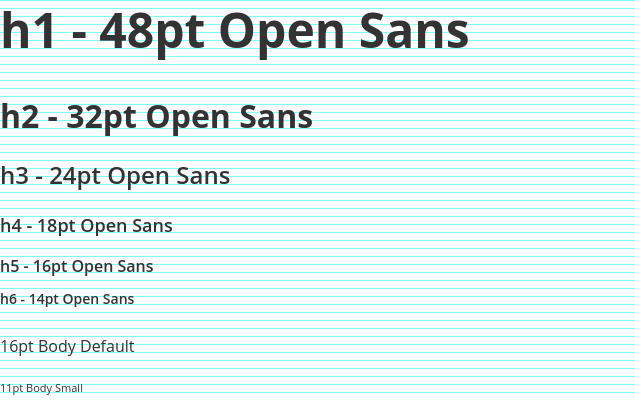 h1 - 48pt Open Sans
h2 - 32pt Open Sans
h3 - 24pt Open Sans
h4 - 18pt Open Sans
h5 - 16pt Open Sans
h6 - 14pt Open Sans
16pt Body Default
11pt Body Small